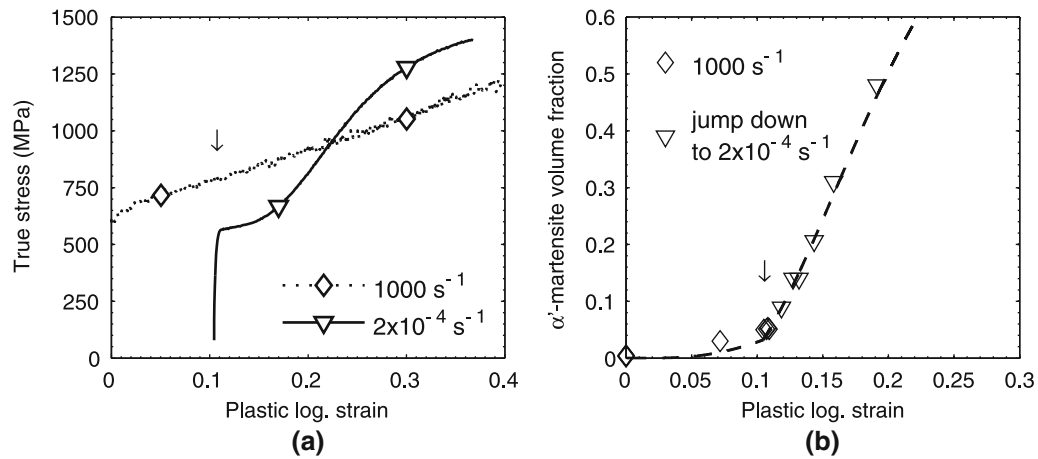 1500
1250
1000
750
500
250
0
True stress (MPa)
1000 s⁻¹
2x10⁻⁴ s⁻¹
0 0.1 0.2 0.3 0.4
Plastic log. strain
(a)
0.6
0.5
0.4
0.3
0.2
0.1
0
α'-martensite volume fraction
1000 s⁻¹
jump down
to 2x10⁻⁴ s⁻¹
0 0.05 0.1 0.15 0.2 0.25 0.3
Plastic log. strain
(b)